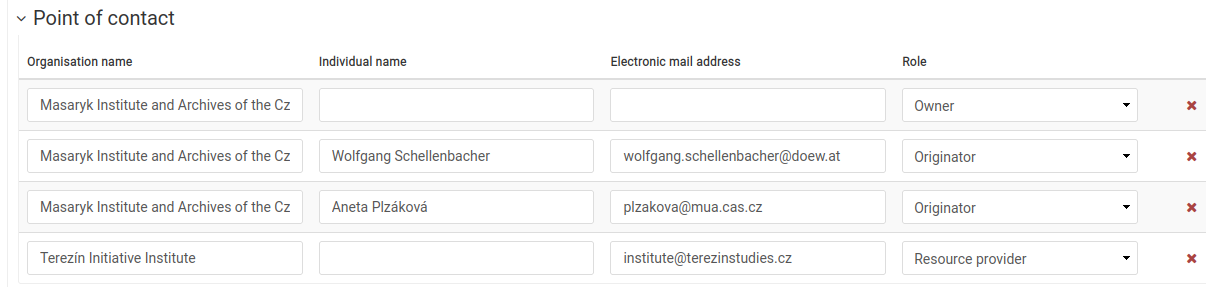 Point of contact
Organisation name Individual name Electronic mail address Role
Masaryk Institute and Archives of the Cz Owner
Masaryk Institute and Archives of the Cz Wolfgang Schellenbacher wolfgang.schellenbacher@doew.at Originator
Masaryk Institute and Archives of the Cz Aneta Plzáková plzakova@mua.cas.cz Originator
Terezín Initiative Institute institute@terezinstudies.cz Resource provider